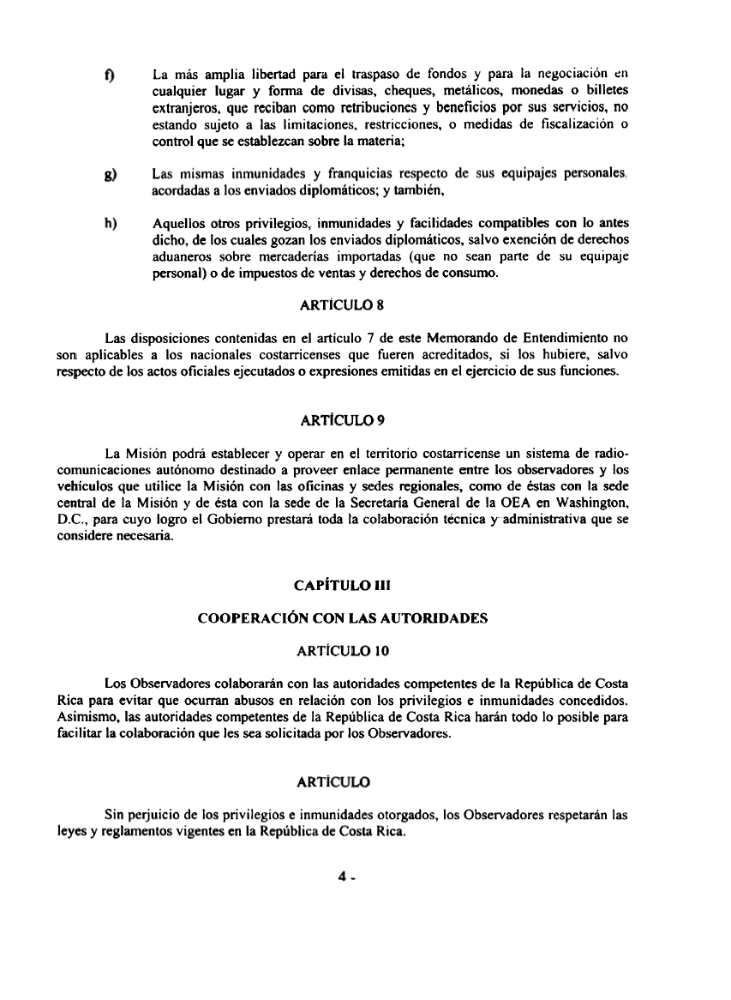 f) La más amplia libertad para el traspaso de fondos y para la negociación en
cualquier lugar y forma de divisas, cheques, metálicos, monedas o billetes
extranjeros, que reciban como retribuciones y beneficios por sus servicios, no
estando sujeto a las limitaciones, restricciones, o medidas de fiscalización o
control que se establezcan sobre la materia;
g) Las mismas inmunidades y franquicias respecto de sus equipajes personales,
acordadas a los enviados diplomáticos; y también,
h) Aquellos otros privilegios, inmunidades y facilidades compatibles con lo antes
dicho, de los cuales gozan los enviados diplomáticos, salvo exención de derechos
aduaneros sobre mercaderías importadas (que no sean parte de su equipaje
personal) o de impuestos de ventas y derechos de consumo.
ARTÍCULO 8
Las disposiciones contenidas en el artículo 7 de este Memorando de Entendimiento no
son aplicables a los nacionales costarricenses que fueren acreditados, si los hubiere, salvo
respecto de los actos oficiales ejecutados o expresiones emitidas en el ejercicio de sus funciones.
ARTÍCULO 9
La Misión podrá establecer y operar en el territorio costarricense un sistema de radio-
comunicaciones autónomo destinado a proveer enlace permanente entre los observadores y los
vehículos que utilice la Misión con las oficinas y sedes regionales, como de éstas con la sede
central de la Misión y de ésta con la sede de la Secretaría General de la OEA en Washington,
D.C., para cuyo logro el Gobierno prestará toda la colaboración técnica y administrativa que se
considere necesaria.
CAPÍTULO III
COOPERACIÓN CON LAS AUTORIDADES
ARTÍCULO 10
Los Observadores colaborarán con las autoridades competentes de la República de Costa
Rica para evitar que ocurran abusos en relación con los privilegios e inmunidades concedidos.
Asimismo, las autoridades competentes de la República de Costa Rica harán todo lo posible para
facilitar la colaboración que les sea solicitada por los Observadores.
ARTÍCULO
Sin perjuicio de los privilegios e inmunidades otorgados, los Observadores respetarán las
leyes y reglamentos vigentes en la República de Costa Rica.
4 -